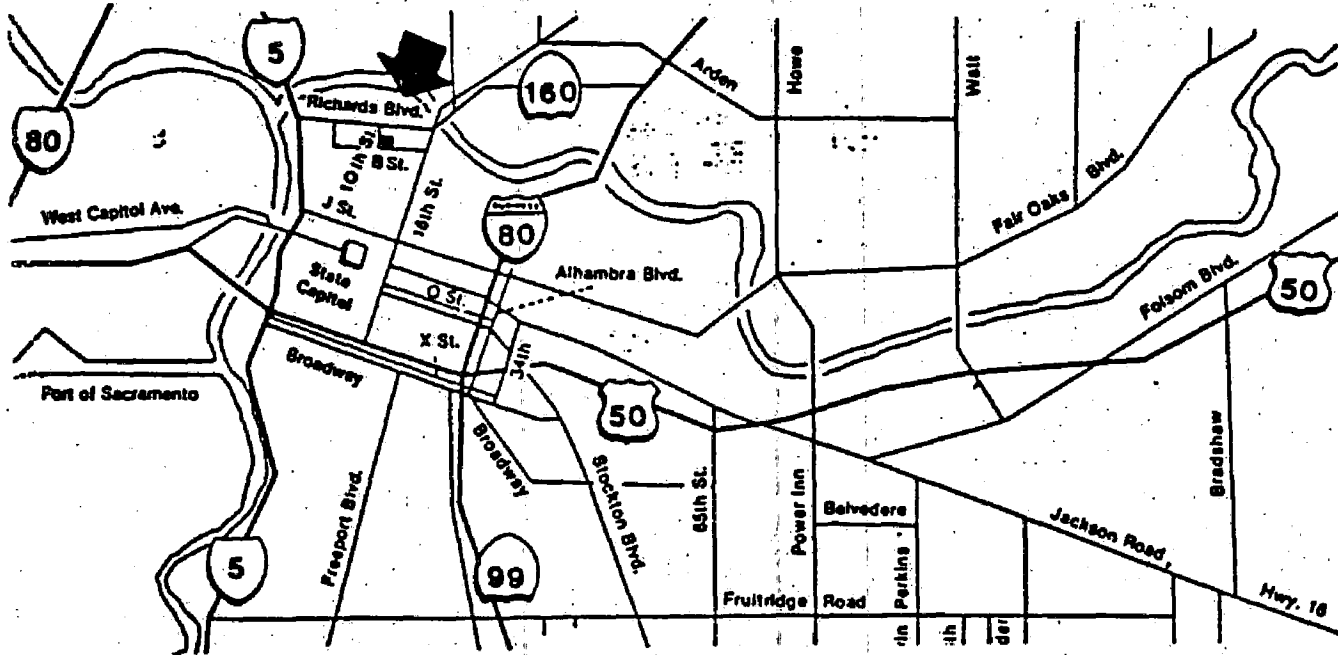 5
Richards Blvd.
160
Arden
Howe
Watt
80
10th St.
B St.
16th St.
J St.
West Capitol Ave.
80
Fair Oaks Blvd.
State
Capitol
Alhambra Blvd.
Q St.
Folsom Blvd.
50
X St.
34th
Broadway
Port of Sacramento
50
Broadway
Stockton Blvd.
65th St.
Power Inn
Belvedere
Perkins
Bradshaw
Jackson Road,
Hwy. 16
Freeport Blvd.
5
99
Fruitridge Road